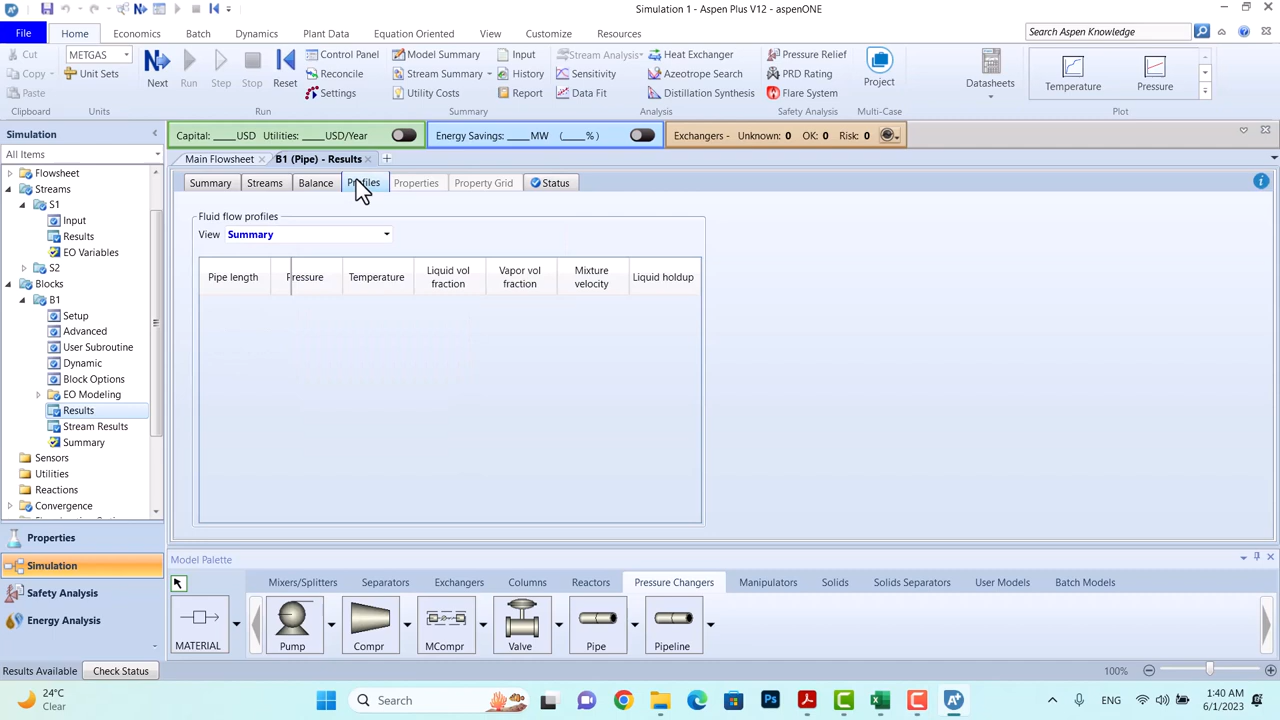 Simulation 1 - Aspen Plus V12 - aspenONE
File Home Economics Batch Dynamics Plant Data Equation Oriented View Customize Resources Search Aspen Knowledge
Cut METGAS Control Panel Model Summary Input Stream Analysis Heat Exchanger Pressure Relief
Copy Unit Sets Next Run Step Stop Reset Reconcile Stream Summary History Sensitivity Azeotrope Search PRD Rating Project Datasheets Temperature Pressure
Paste Settings Utility Costs Report Data Fit Distillation Synthesis Flare System
Clipboard Units Run Summary Analysis Safety Analysis Multi-Case Plot
Simulation
Capital: ____USD Utilities: ____USD/Year Energy Savings: ____MW (____%) Exchangers - Unknown: 0 OK: 0 Risk: 0
All Items
Main Flowsheet B1 (Pipe) - Results +
Summary Streams Balance Profiles Properties Property Grid Status
Fluid flow profiles
View Summary
Pipe length Pressure Temperature Liquid vol fraction Vapor vol fraction Mixture velocity Liquid holdup
Flowsheet
Streams
S1
Input
Results
EO Variables
S2
Blocks
B1
Setup
Advanced
User Subroutine
Dynamic
Block Options
EO Modeling
Results
Stream Results
Summary
Sensors
Utilities
Reactions
Convergence
Properties
Simulation
Safety Analysis
Energy Analysis
Model Palette
Mixers/Splitters Separators Exchangers Columns Reactors Pressure Changers Manipulators Solids Solids Separators User Models Batch Models
MATERIAL Pump Compr MCompr Valve Pipe Pipeline
Results Available Check Status 100%
24°C
Clear
Search
ENG
1:40 AM
6/1/2023